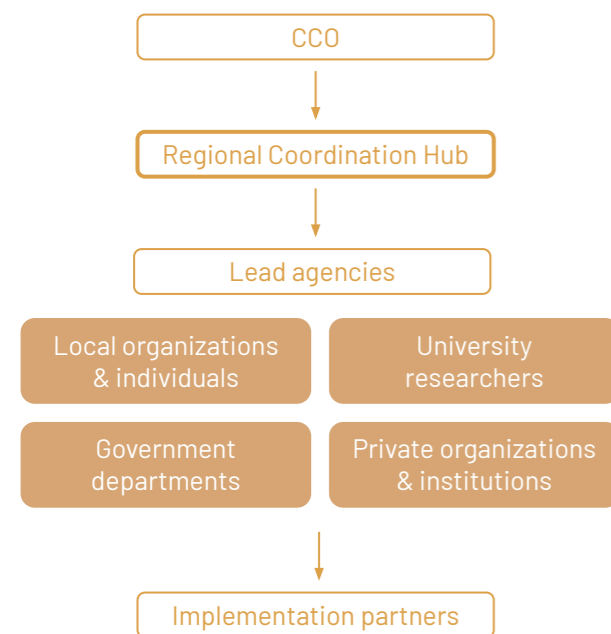 CCO
Regional Coordination Hub
Lead agencies
Local organizations
& individuals
University
researchers
Government
departments
Private organizations
& institutions
Implementation partners